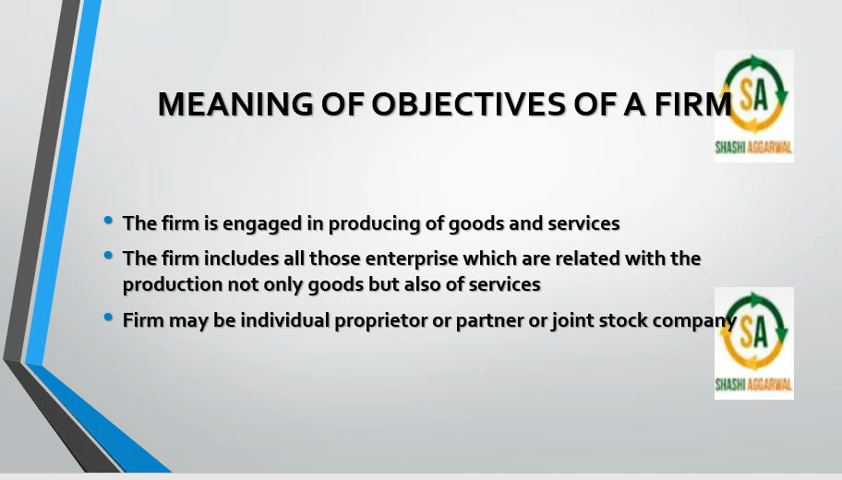 MEANING OF OBJECTIVES OF A FIRM
SA
SHASHI AGGARWAL
The firm is engaged in producing of goods and services
The firm includes all those enterprise which are related with the
production not only goods but also of services
Firm may be individual proprietor or partner or joint stock company
SA
SHASHI AGGARWAL